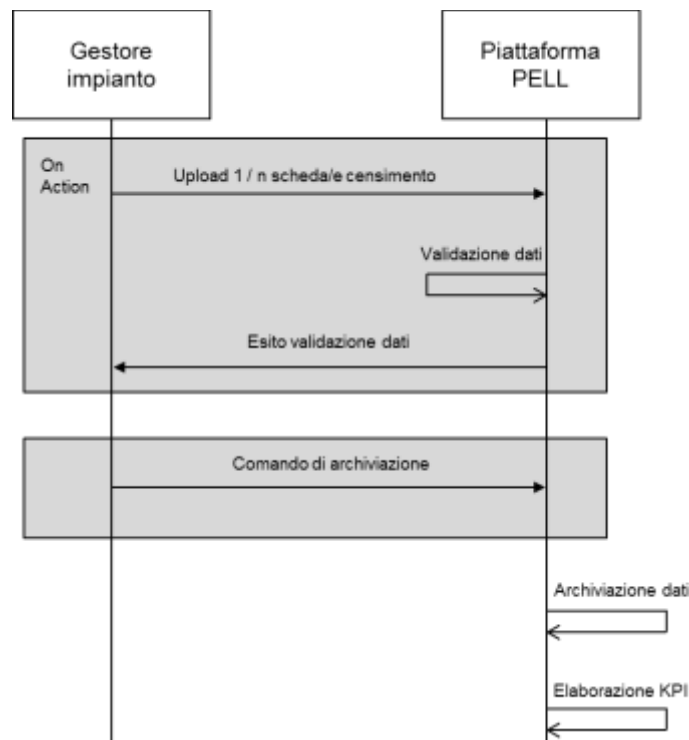 Gestore
impianto
Piattaforma
PELL
On
Action
Upload 1 / n scheda/e censimento
Validazione dati
Esito validazione dati
Comando di archiviazione
Archiviazione dati
Elaborazione KPI